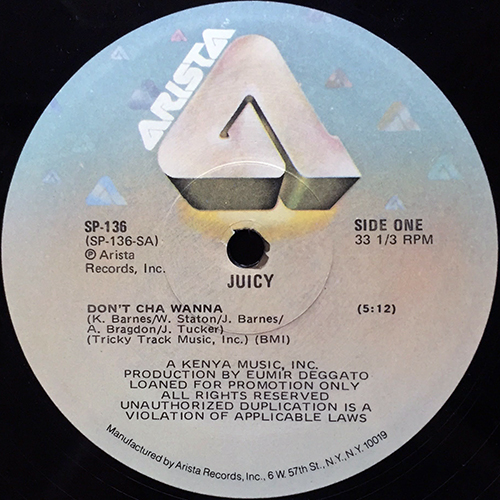 ARISTA™
SP-136
(SP-136-SA)
℗ Arista
Records, Inc.
SIDE ONE
33 1/3 RPM
JUICY
DON'T CHA WANNA (5:12)
(K. Barnes/W. Staton/J. Barnes/
A. Bragdon/J. Tucker)
(Tricky Track Music, Inc.) (BMI)
A KENYA MUSIC, INC.
PRODUCTION BY EUMIR DEGGATO
LOANED FOR PROMOTION ONLY
ALL RIGHTS RESERVED
UNAUTHORIZED DUPLICATION IS A
VIOLATION OF APPLICABLE LAWS
Manufactured by Arista Records, Inc., 6 W. 57th St., N.Y., N.Y. 10019